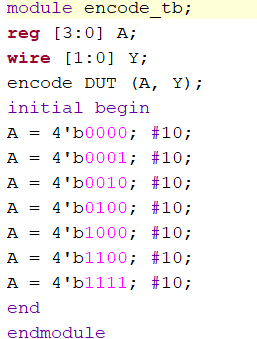 module encode_tb;
reg [3:0] A;
wire [1:0] Y;
encode DUT (A, Y);
initial begin
A = 4'b0000; #10;
A = 4'b0001; #10;
A = 4'b0010; #10;
A = 4'b0100; #10;
A = 4'b1000; #10;
A = 4'b1100; #10;
A = 4'b1111; #10;
end
endmodule